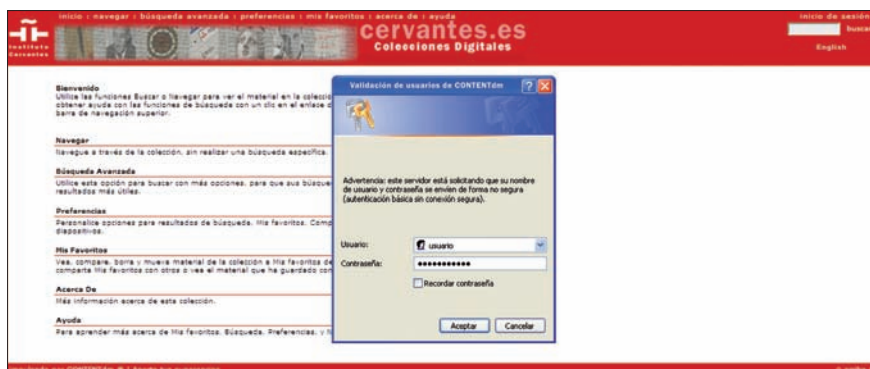 inicio : navegar : búsqueda avanzada : preferencias : mis favoritos : acerca de : ayuda
inicio de sesión
Instituto
Cervantes
cervantes.es
Colecciones Digitales
buscar
English
Bienvenido
Utilice las funciones Buscar o Navegar para ver el material en la colección
obtener ayuda con las funciones de búsqueda con un clic en el enlace d
barra de navegación superior.
Navegar
Navegue a través de la colección, sin realizar una búsqueda específica.
Búsqueda Avanzada
Utilice esta opción para buscar con más opciones, para que sus búsque
resultados más útiles.
Preferencias
Personalice opciones para resultados de búsqueda, Mis favoritos, Comp
dispositivos.
Mis Favoritos
Vea, compare, borra y mueva material de la colección a Mis favoritos de
comparta Mis favoritos con otros o vea el material que ha guardado con
Acerca De
Más información acerca de esta colección.
Ayuda
Para aprender más acerca de Mis favoritos, Búsqueda, Preferencias, y N
Validación de usuarios de CONTENTdm
Advertencia: este servidor está solicitando que su nombre
de usuario y contraseña se envíen de forma no segura
(autenticación básica sin conexión segura).
Usuario:
usuario
Contraseña:
Recordar contraseña
Aceptar
Cancelar